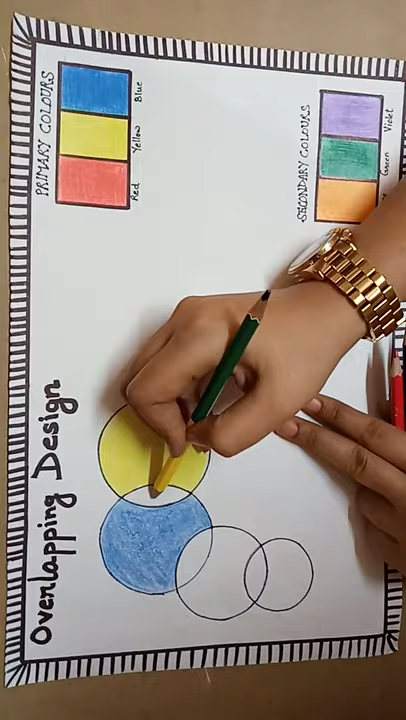 PRIMARY COLOURS
Red
Yellow
Blue
SECONDARY COLOURS
Green
Violet
Overlapping Design